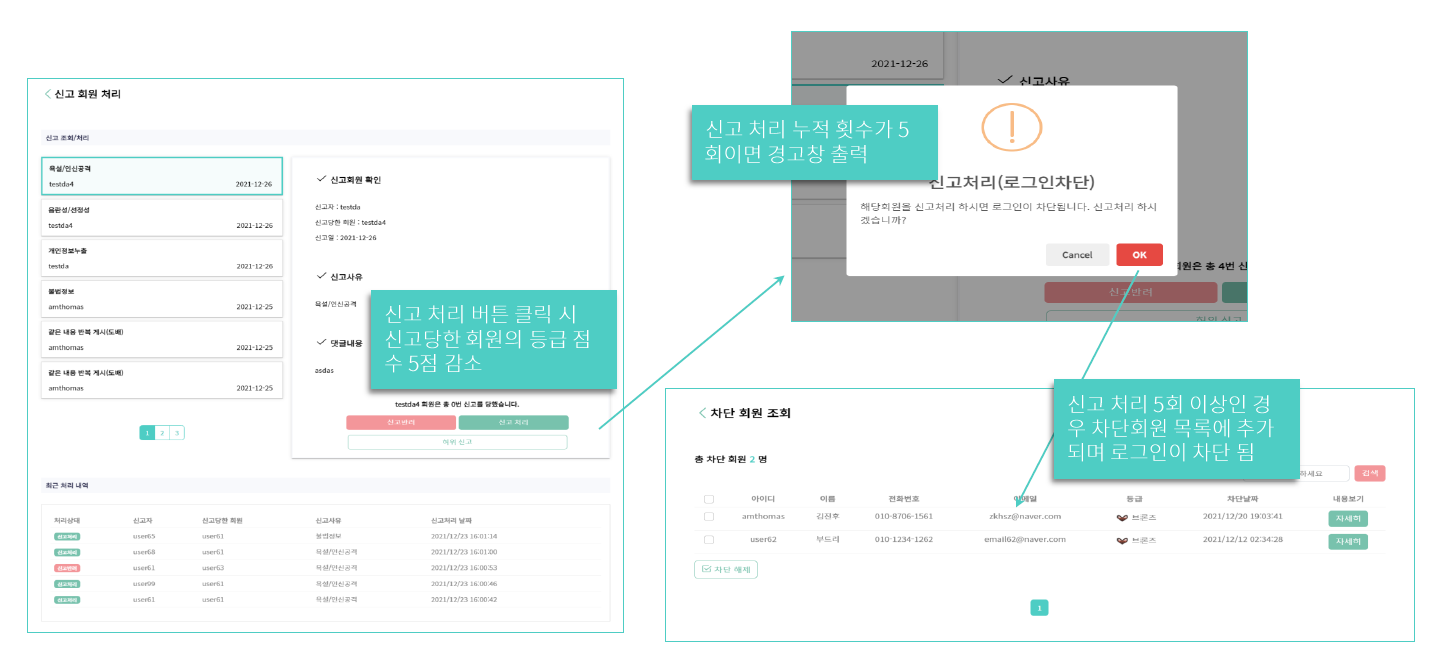 신고 회원 처리
신고 조회/처리
욕설/인신공격
testda4 2021-12-26
음란성/선정성
testda4 2021-12-26
개인정보누출
testda 2021-12-26
불법정보
amthomas 2021-12-25
같은 내용 반복 게시(도배)
amthomas 2021-12-25
같은 내용 반복 게시(도배)
amthomas 2021-12-25
1 2 3
신고회원 확인
신고자 : testda
신고당한 회원 : testda4
신고일 : 2021-12-26
신고사유
욕설/인신공격
댓글내용
asdas
신고 처리 버튼 클릭 시
신고당한 회원의 등급 점
수 5점 감소
testda4 회원은 총 0번 신고를 당했습니다.
신고반려 신고 처리
허위 신고
최근 처리 내역
처리상태 신고자 신고당한 회원 신고사유 신고처리 날짜
신고처리 user65 user61 불법정보 2021/12/23 16:01:14
신고처리 user68 user61 욕설/인신공격 2021/12/23 16:01:00
신고반려 user61 user63 욕설/인신공격 2021/12/23 16:00:53
신고처리 user99 user61 욕설/인신공격 2021/12/23 16:00:46
신고처리 user61 user61 욕설/인신공격 2021/12/23 16:00:42
2021-12-26
신고사유
신고 처리 누적 횟수가 5
회이면 경고창 출력
신고처리(로그인차단)
해당회원을 신고처리 하시면 로그인이 차단됩니다. 신고처리 하시
겠습니까?
Cancel OK
회원은 총 4번 신
신고반려
허위 신고
차단 회원 조회
신고 처리 5회 이상인 경
우 차단회원 목록에 추가
되며 로그인이 차단 됨
총 차단 회원 2 명
하세요 검색
아이디 이름 전화번호 이메일 등급 차단날짜 내용보기
amthomas 김진후 010-8706-1561 zkhsz@naver.com 브론즈 2021/12/20 19:03:41 자세히
user62 부드리 010-1234-1262 email62@naver.com 브론즈 2021/12/12 02:34:28 자세히
차단 해제
1